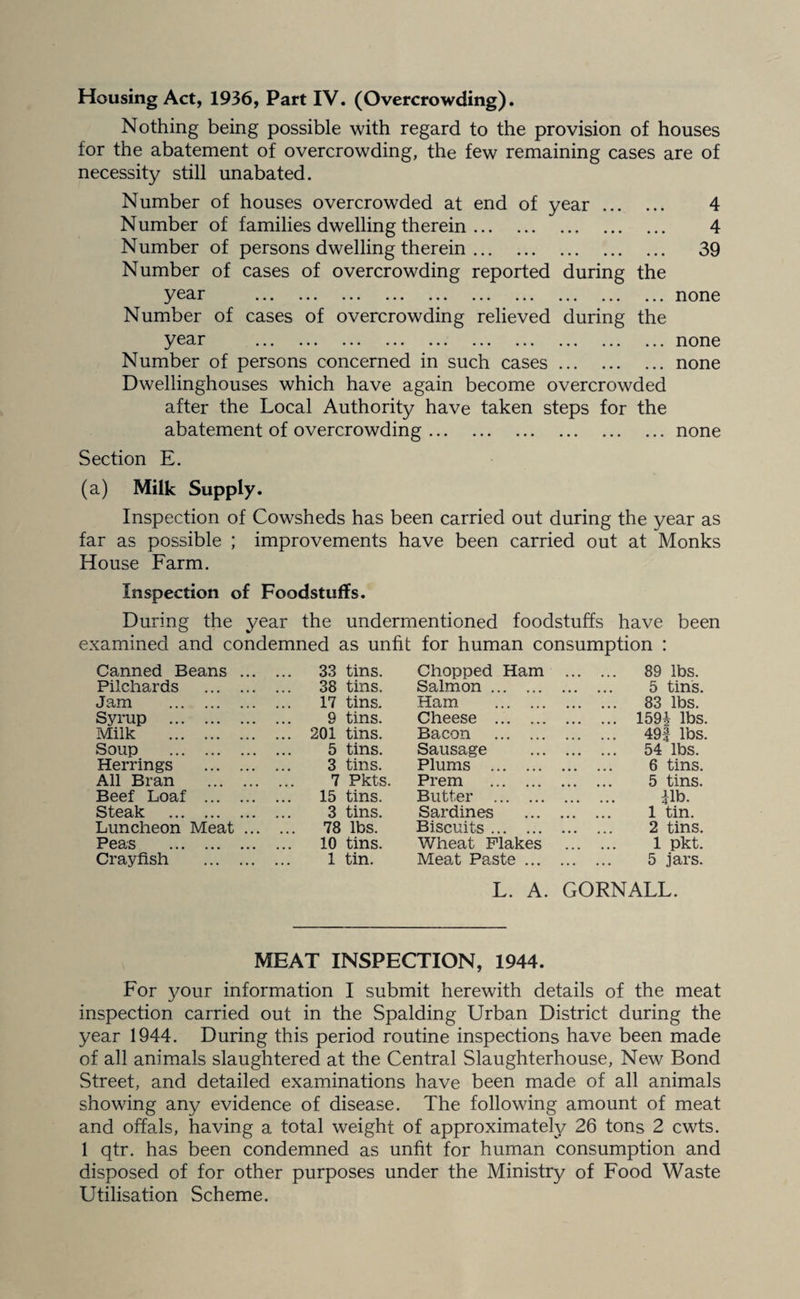 Housing Act, 1936, Part IV. (Overcrowding).
Nothing being possible with regard to the provision of houses
for the abatement of overcrowding, the few remaining cases are of
necessity still unabated.
Number of houses overcrowded at end of year ... ... 4
Number of families dwelling therein ... ... ... ... ... 4
Number of persons dwelling therein ... ... ... ... ... 39
Number of cases of overcrowding reported during the
year ... ... ... ... ... ... ... ... ... ... none
Number of cases of overcrowding relieved during the
year ... ... ... ... ... ... ... ... ... ... none
Number of persons concerned in such cases ... ... ... none
Dwellinghouses which have again become overcrowded
after the Local Authority have taken steps for the
abatement of overcrowding ... ... ... ... ... ... none
Section E.
(a) Milk Supply.
Inspection of Cowsheds has been carried out during the year as
far as possible ; improvements have been carried out at Monks
House Farm.
Inspection of Foodstuffs.
During the year the undermentioned foodstuffs have been
examined and condemned as unfit for human consumption :
Canned Beans ... ... 33 tins. Chopped Ham ... ... 89 lbs.
Pilchards ... ... ... 38 tins. Salmon ... ... ... ... 5 tins.
Jam ... ... ... ... 17 tins. Ham ... ... ... ... 83 lbs.
Syrup ... ... ... ... 9 tins. Cheese ... ... ... ... 159½ lbs.
Milk ... ... ... ... 201 tins. Bacon ... ... ... ... 49¾ lbs.
Soup ... ... ... ... 5 tins. Sausage ... ... ... 54 lbs.
Herrings ... ... ... 3 tins. Plums ... ... ... ... 6 tins.
All Bran ... ... ... 7 Pkts. Prem ... ... ... ... 5 tins.
Beef Loaf ... ... ... 15 tins. Butter ... ... ... ... lb.
Steak ... ... ... ... 3 tins. Sardines ... ... ... 1 tin.
Luncheon Meat ... ... 78 lbs. Biscuits ... ... ... ... 2 tins.
Peas ... ... ... ... 10 tins. Wheat Flakes ... ... 1 pkt.
Crayfish ... ... ... 1 tin. Meat Paste ... ... ... 5 jars.
L. A. GORNALL.
MEAT INSPECTION, 1944.
For your information I submit herewith details of the meat
inspection carried out in the Spalding Urban District during the
year 1944. During this period routine inspections have been made
of all animals slaughtered at the Central Slaughterhouse, New Bond
Street, and detailed examinations have been made of all animals
showing any evidence of disease. The following amount of meat
and offals, having a total weight of approximately 26 tons 2 cwts.
1 qtr. has been condemned as unfit for human consumption and
disposed of for other purposes under the Ministry of Food Waste
Utilisation Scheme.